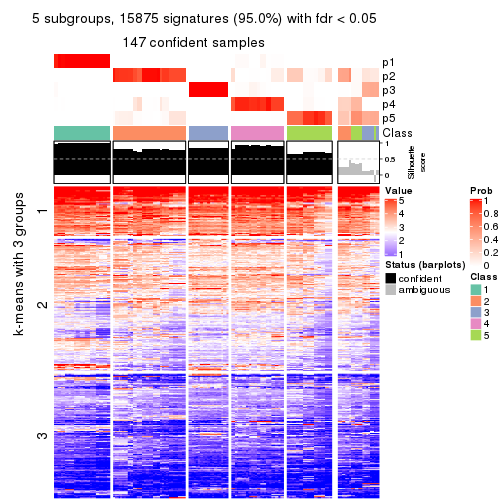 5 subgroups, 15875 signatures (95.0%) with fdr < 0.05
147 confident samples
p1
p2
p3
p4
p5
Class
1
0.5
0
Silhouette
score
k-means with 3 groups
1
2
3
Value
5
4
3
2
1
Status (barplots)
confident
ambiguous
Prob
1
0.8
0.6
0.4
0.2
0
Class
1
2
3
4
5